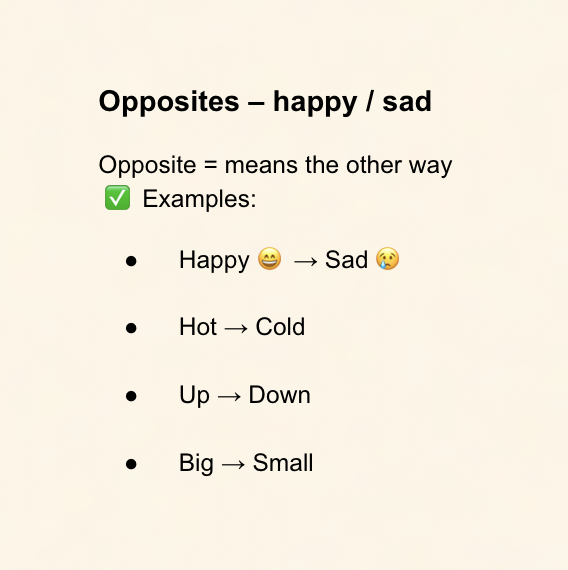 Opposites – happy / sad
Opposite = means the other way
✅ Examples:
● Happy 😄 → Sad 😢
● Hot → Cold
● Up → Down
● Big → Small